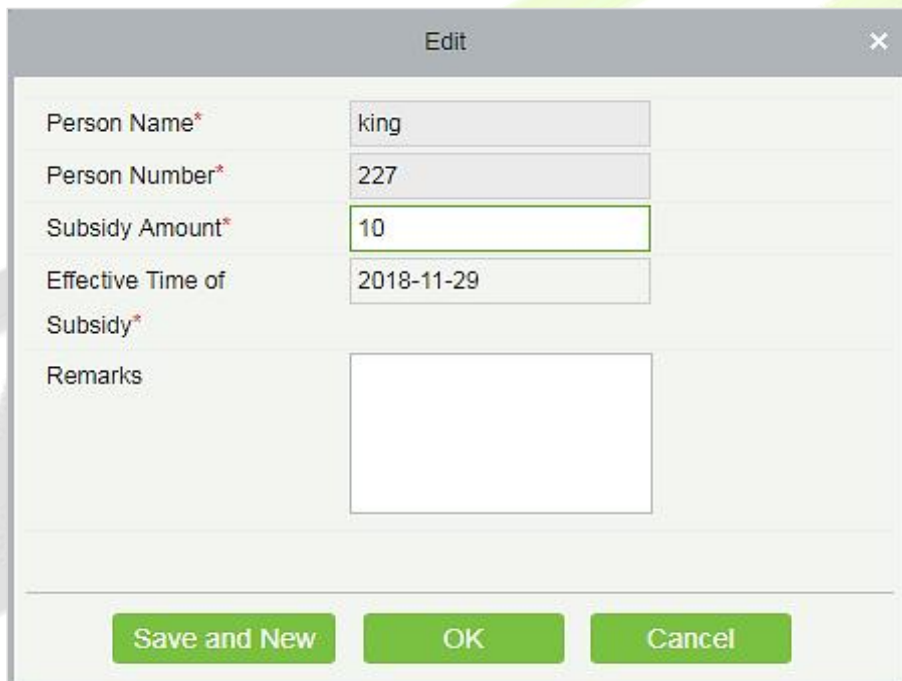 Edit ×
Person Name* king
Person Number* 227
Subsidy Amount* 10
Effective Time of 2018-11-29
Subsidy*
Remarks
Save and New OK Cancel